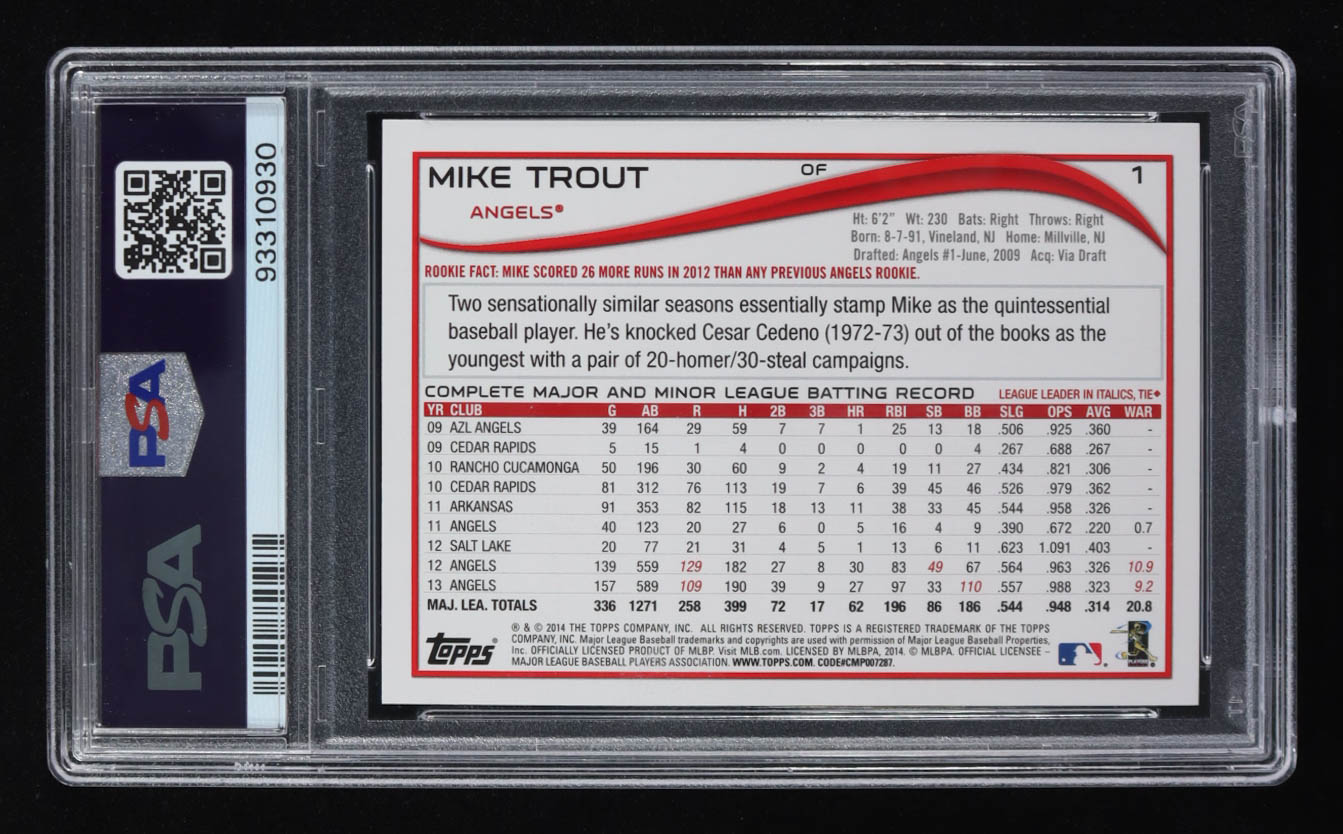 93310930
PSA
PSA
MIKE TROUT OF 1
ANGELS®
Ht: 6'2" Wt: 230 Bats: Right Throws: Right
Born: 8-7-91, Vineland, NJ Home: Millville, NJ
Drafted: Angels #1-June, 2009 Acq: Via Draft
ROOKIE FACT: MIKE SCORED 26 MORE RUNS IN 2012 THAN ANY PREVIOUS ANGELS ROOKIE.
Two sensationally similar seasons essentially stamp Mike as the quintessential
baseball player. He's knocked Cesar Cedeno (1972-73) out of the books as the
youngest with a pair of 20-homer/30-steal campaigns.
COMPLETE MAJOR AND MINOR LEAGUE BATTING RECORD LEAGUE LEADER IN ITALICS, TIE♦
YR CLUB G AB R H 2B 3B HR RBI SB BB SLG OPS AVG WAR
09 AZL ANGELS 39 164 29 59 7 7 1 25 13 18 .506 .925 .360 -
09 CEDAR RAPIDS 5 15 1 4 0 0 0 0 0 4 .267 .688 .267 -
10 RANCHO CUCAMONGA 50 196 30 60 9 2 4 19 11 27 .434 .821 .306 -
10 CEDAR RAPIDS 81 312 76 113 19 7 6 39 45 46 .526 .979 .362 -
11 ARKANSAS 91 353 82 115 18 13 11 38 33 45 .544 .958 .326 -
11 ANGELS 40 123 20 27 6 0 5 16 4 9 .390 .672 .220 0.7
12 SALT LAKE 20 77 21 31 4 5 1 13 6 11 .623 1.091 .403 -
12 ANGELS 139 559 129 182 27 8 30 83 49 67 .564 .963 .326 10.9
13 ANGELS 157 589 109 190 39 9 27 97 33 110 .557 .988 .323 9.2
MAJ. LEA. TOTALS 336 1271 258 399 72 17 62 196 86 186 .544 .948 .314 20.8
® & © 2014 THE TOPPS COMPANY, INC. ALL RIGHTS RESERVED. TOPPS IS A REGISTERED TRADEMARK OF THE TOPPS
COMPANY, INC. Major League Baseball trademarks and copyrights are used with permission of Major League Baseball Properties,
Inc. OFFICIALLY LICENSED PRODUCT OF MLBP. Visit MLB.com. LICENSED BY MLBPA, 2014. © MLBPA. OFFICIAL LICENSEE –
MAJOR LEAGUE BASEBALL PLAYERS ASSOCIATION. WWW.TOPPS.COM. CODE#CMP007287.
Topps®